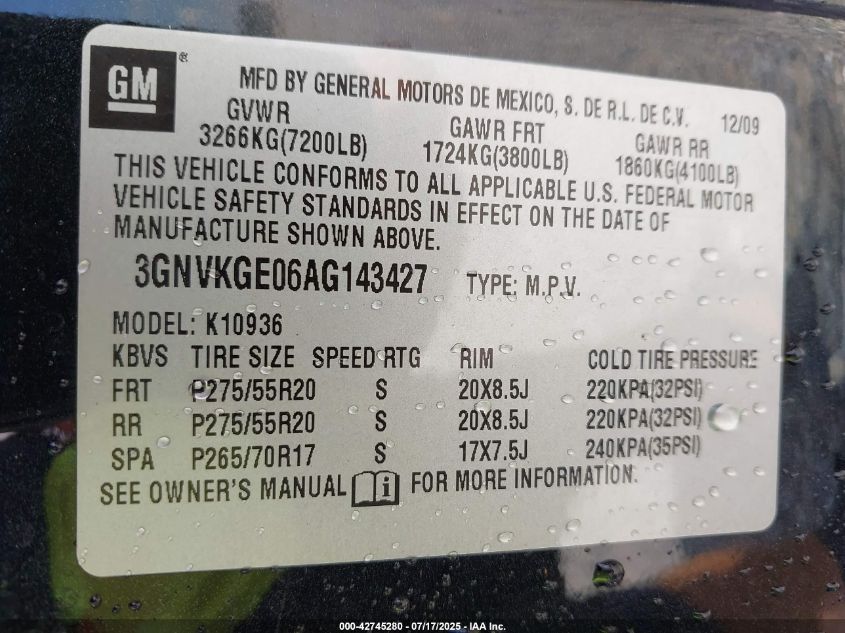 GM ®
MFD BY GENERAL MOTORS DE MEXICO, S. DE R.L. DE C.V. 12/09
GVWR GAWR FRT GAWR RR
3266KG(7200LB) 1724KG(3800LB) 1860KG(4100LB)
THIS VEHICLE CONFORMS TO ALL APPLICABLE U.S. FEDERAL MOTOR
VEHICLE SAFETY STANDARDS IN EFFECT ON THE DATE OF
MANUFACTURE SHOWN ABOVE.
3GNVKGE06AG143427 TYPE: M.P.V.
MODEL: K10936
KBVS TIRE SIZE SPEED RTG RIM COLD TIRE PRESSURE
FRT P275/55R20 S 20X8.5J 220KPA(32PSI)
RR P275/55R20 S 20X8.5J 220KPA(32PSI)
SPA P265/70R17 S 17X7.5J 240KPA(35PSI)
SEE OWNER'S MANUAL i FOR MORE INFORMATION.
000-42745280 - 07/17/2025 - IAAI.com